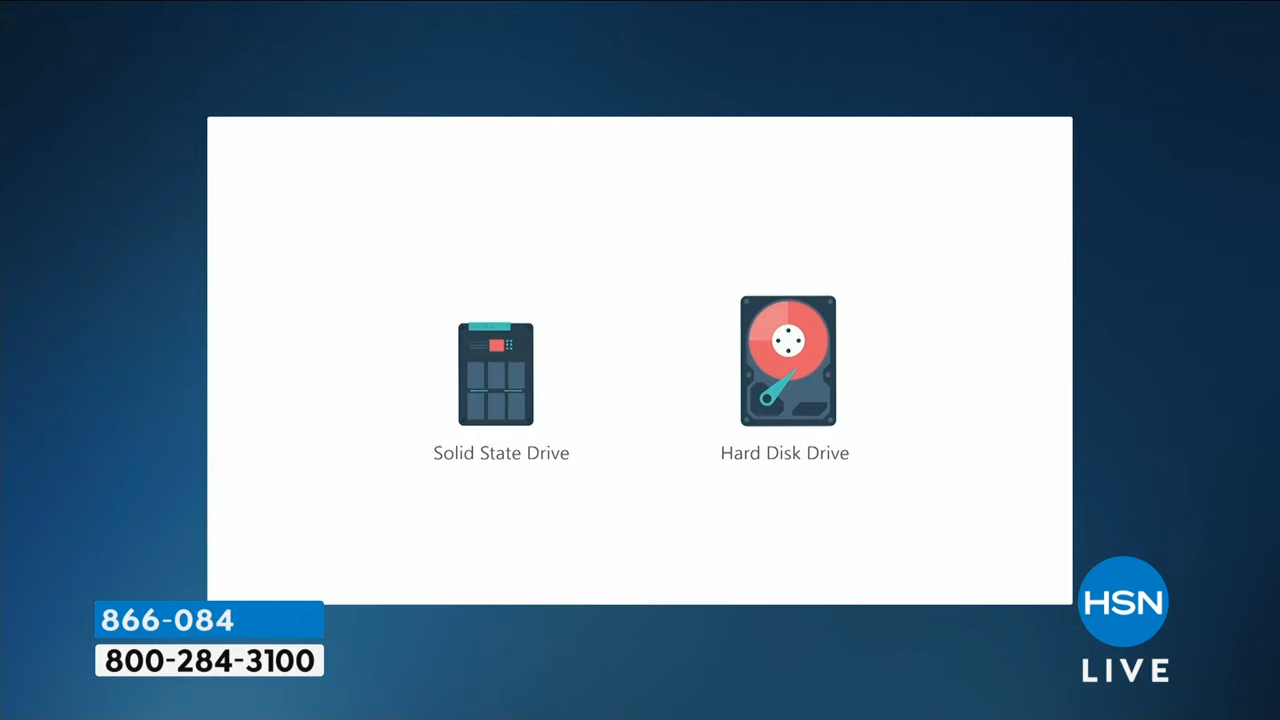 Solid State Drive
Hard Disk Drive
866-084
800-284-3100
HSN
LIVE